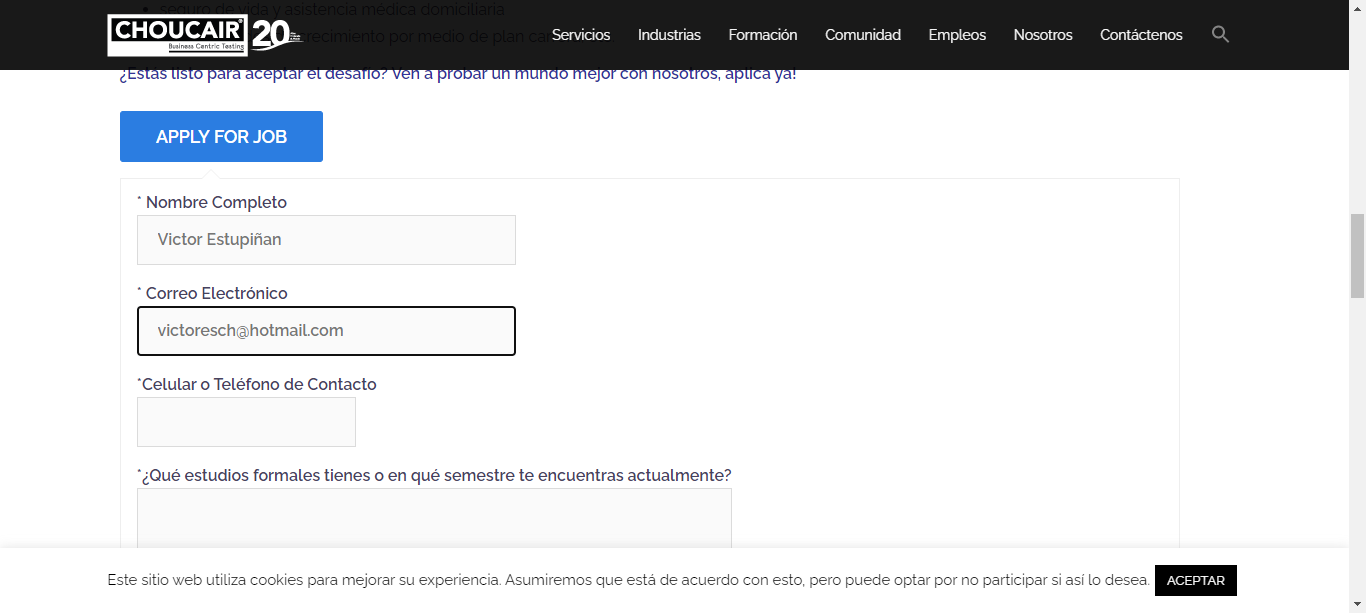 seguro de vida y asistencia médica domiciliaria
CHOUCAIR
Business Centric Testing
20
crecimiento por medio de plan
Servicios
Industrias
Formación
Comunidad
Empleos
Nosotros
Contáctenos
¿Estás listo para aceptar el desafío? Ven a probar un mundo mejor con nosotros, aplica ya!
APPLY FOR JOB
* Nombre Completo
Victor Estupiñan
* Correo Electrónico
victoresch@hotmail.com
*Celular o Teléfono de Contacto
*¿Qué estudios formales tienes o en qué semestre te encuentras actualmente?
Este sitio web utiliza cookies para mejorar su experiencia. Asumiremos que está de acuerdo con esto, pero puede optar por no participar si así lo desea.
ACEPTAR